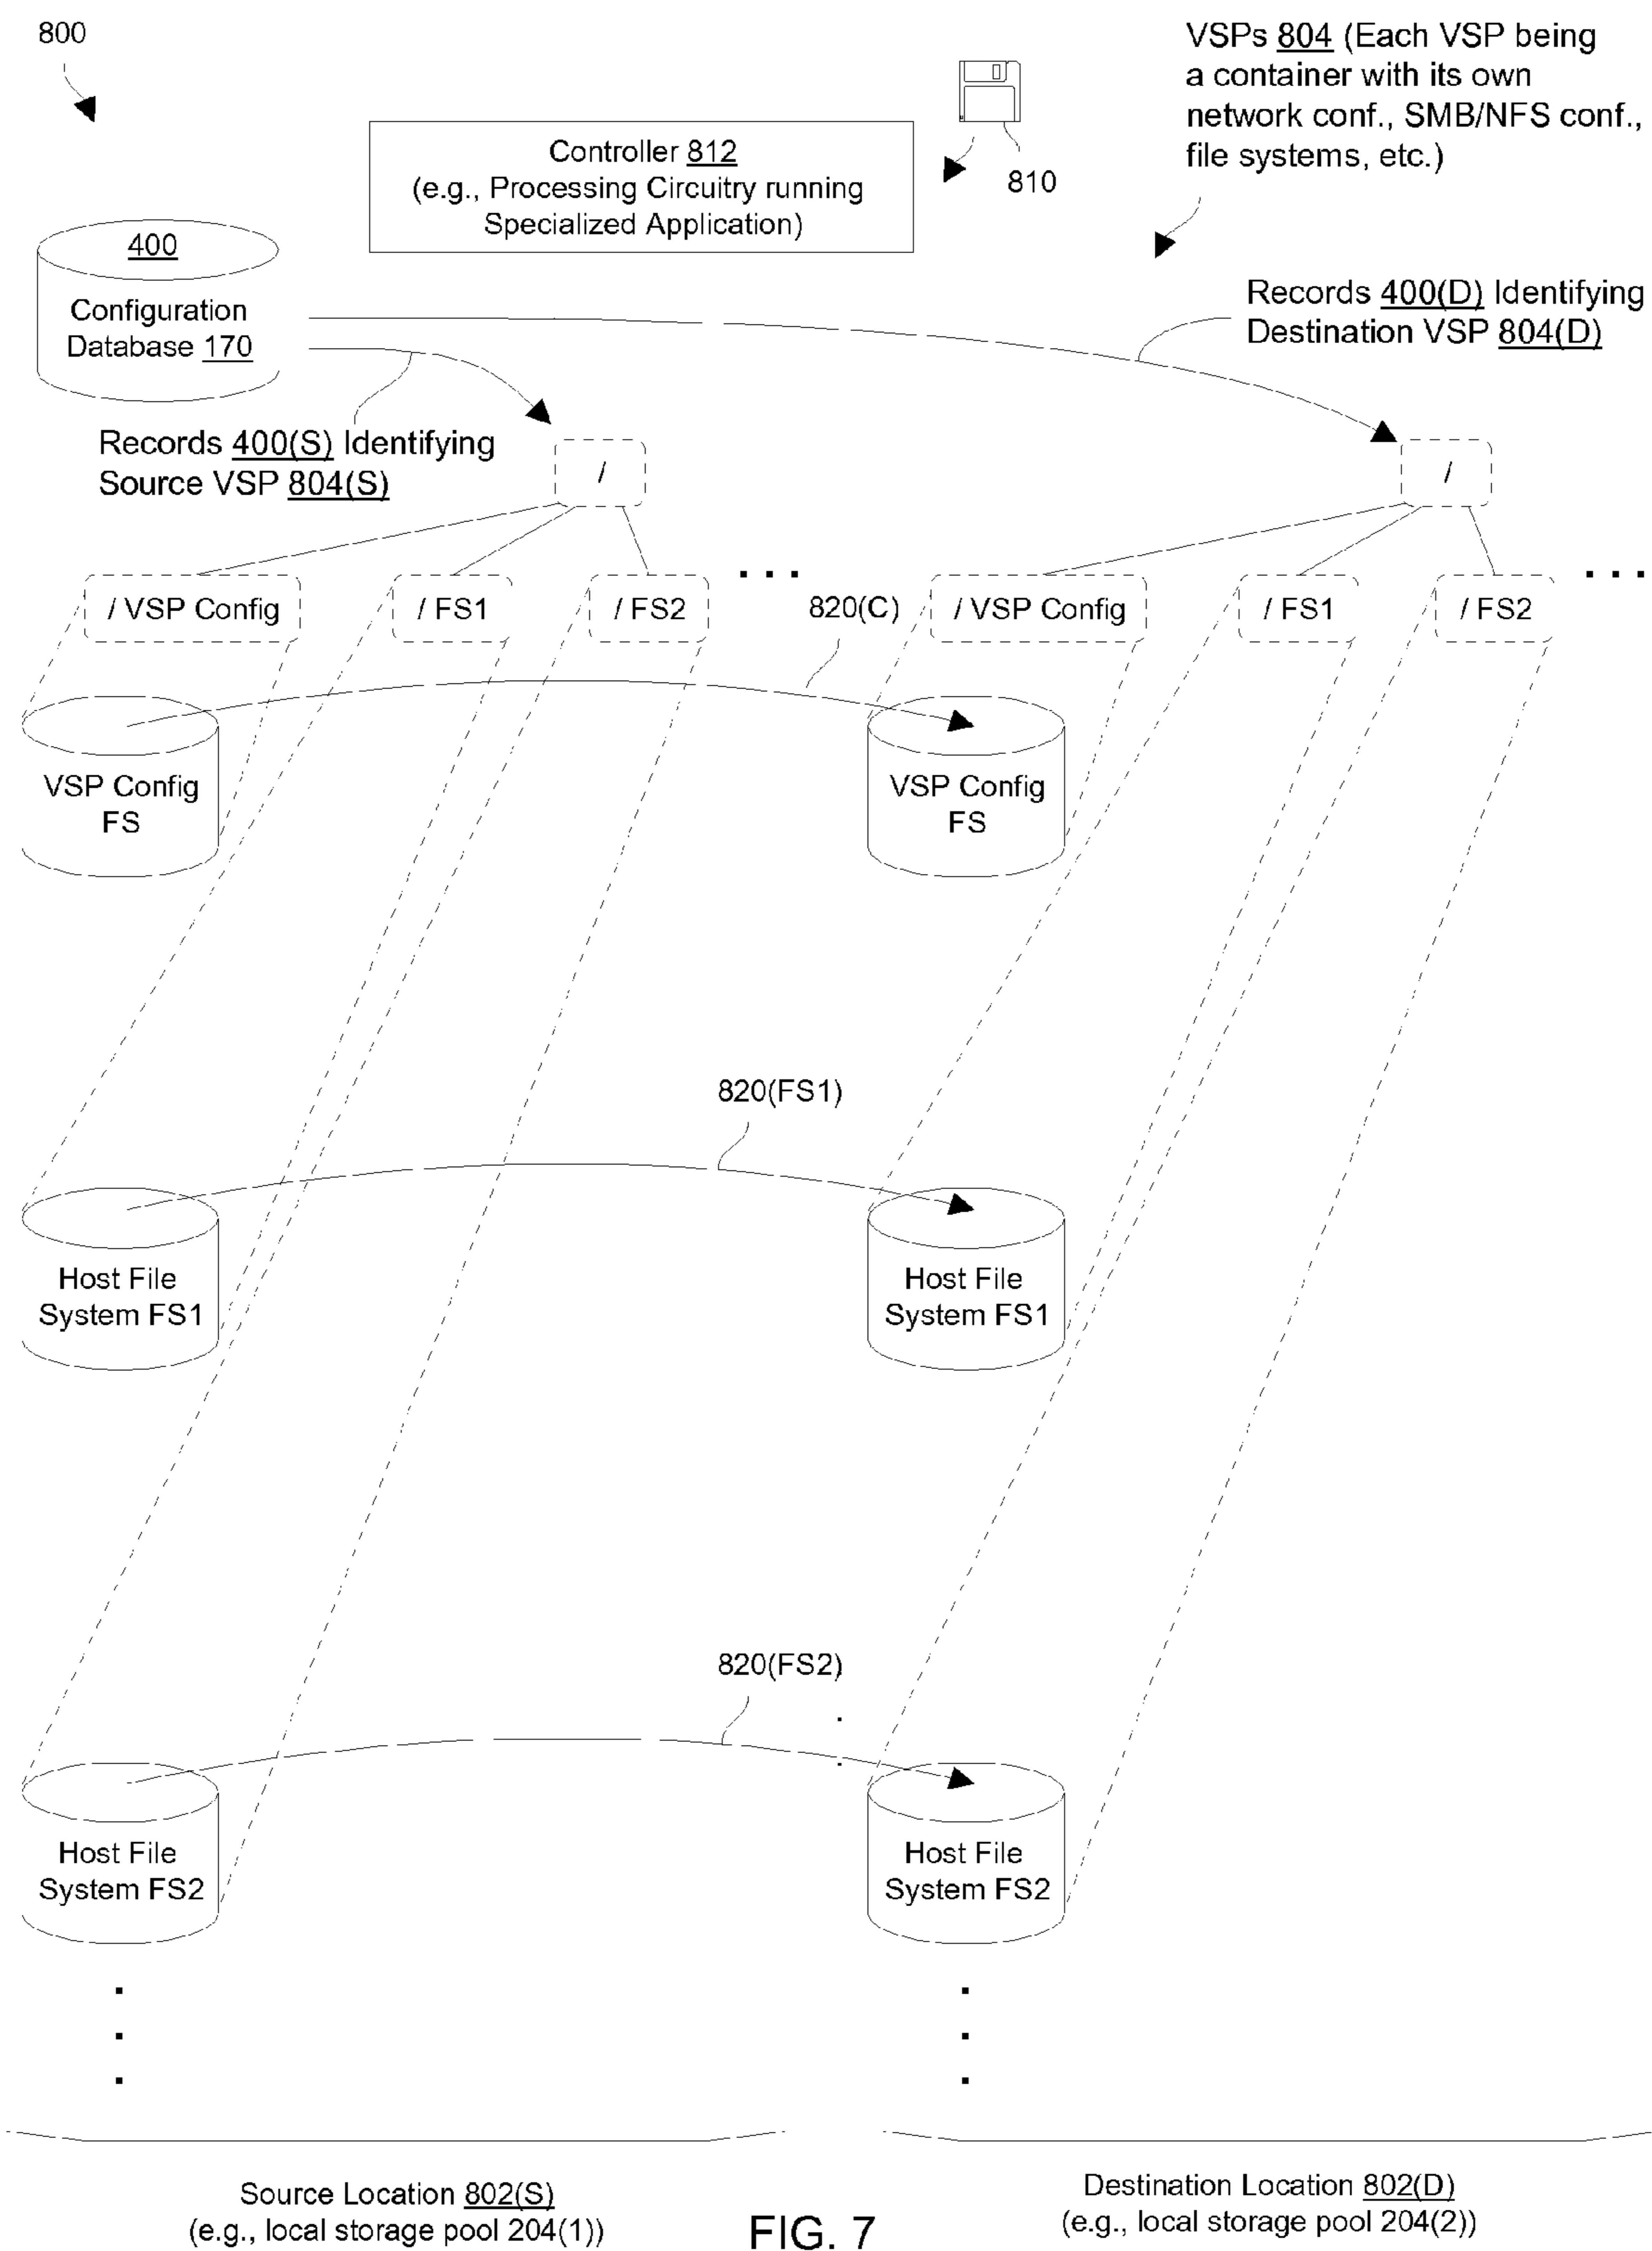 800
VSPs 804 (Each VSP being
a container with its own
network conf., SMB/NFS conf.,
file systems, etc.)
Controller 812
(e.g., Processing Circuitry running
Specialized Application)
810
400
Configuration
Database 170
Records 400(D) Identifying
Destination VSP 804(D)
Records 400(S) Identifying
Source VSP 804(S)
/
/
/ VSP Config
/ FS1
/ FS2
. . .
820(C)
/ VSP Config
/ FS1
/ FS2
. . .
VSP Config
FS
VSP Config
FS
820(FS1)
Host File
System FS1
Host File
System FS1
820(FS2)
Host File
System FS2
Host File
System FS2
Source Location 802(S)
(e.g., local storage pool 204(1))
FIG. 7
Destination Location 802(D)
(e.g., local storage pool 204(2))